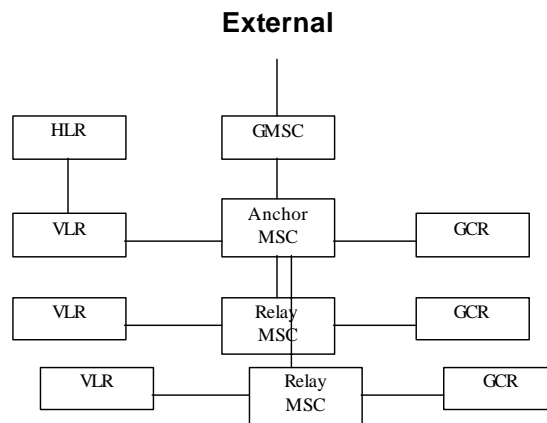 External
HLR
GMSC
VLR
Anchor
MSC
GCR
VLR
Relay
MSC
GCR
VLR
Relay
MSC
GCR